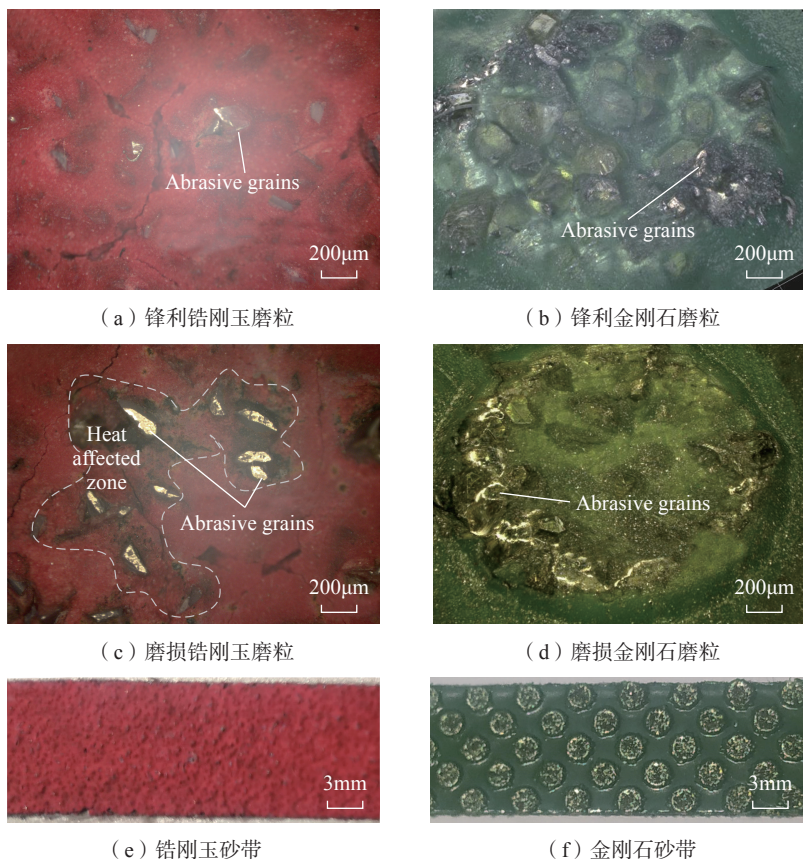 Abrasive grains
200μm
Abrasive grains
200μm
（a）锋利锆刚玉磨粒
（b）锋利金刚石磨粒
Heat
affected
zone
Abrasive grains
200μm
Abrasive grains
200μm
（c）磨损锆刚玉磨粒
（d）磨损金刚石磨粒
3mm
3mm
（e）锆刚玉砂带
（f）金刚石砂带